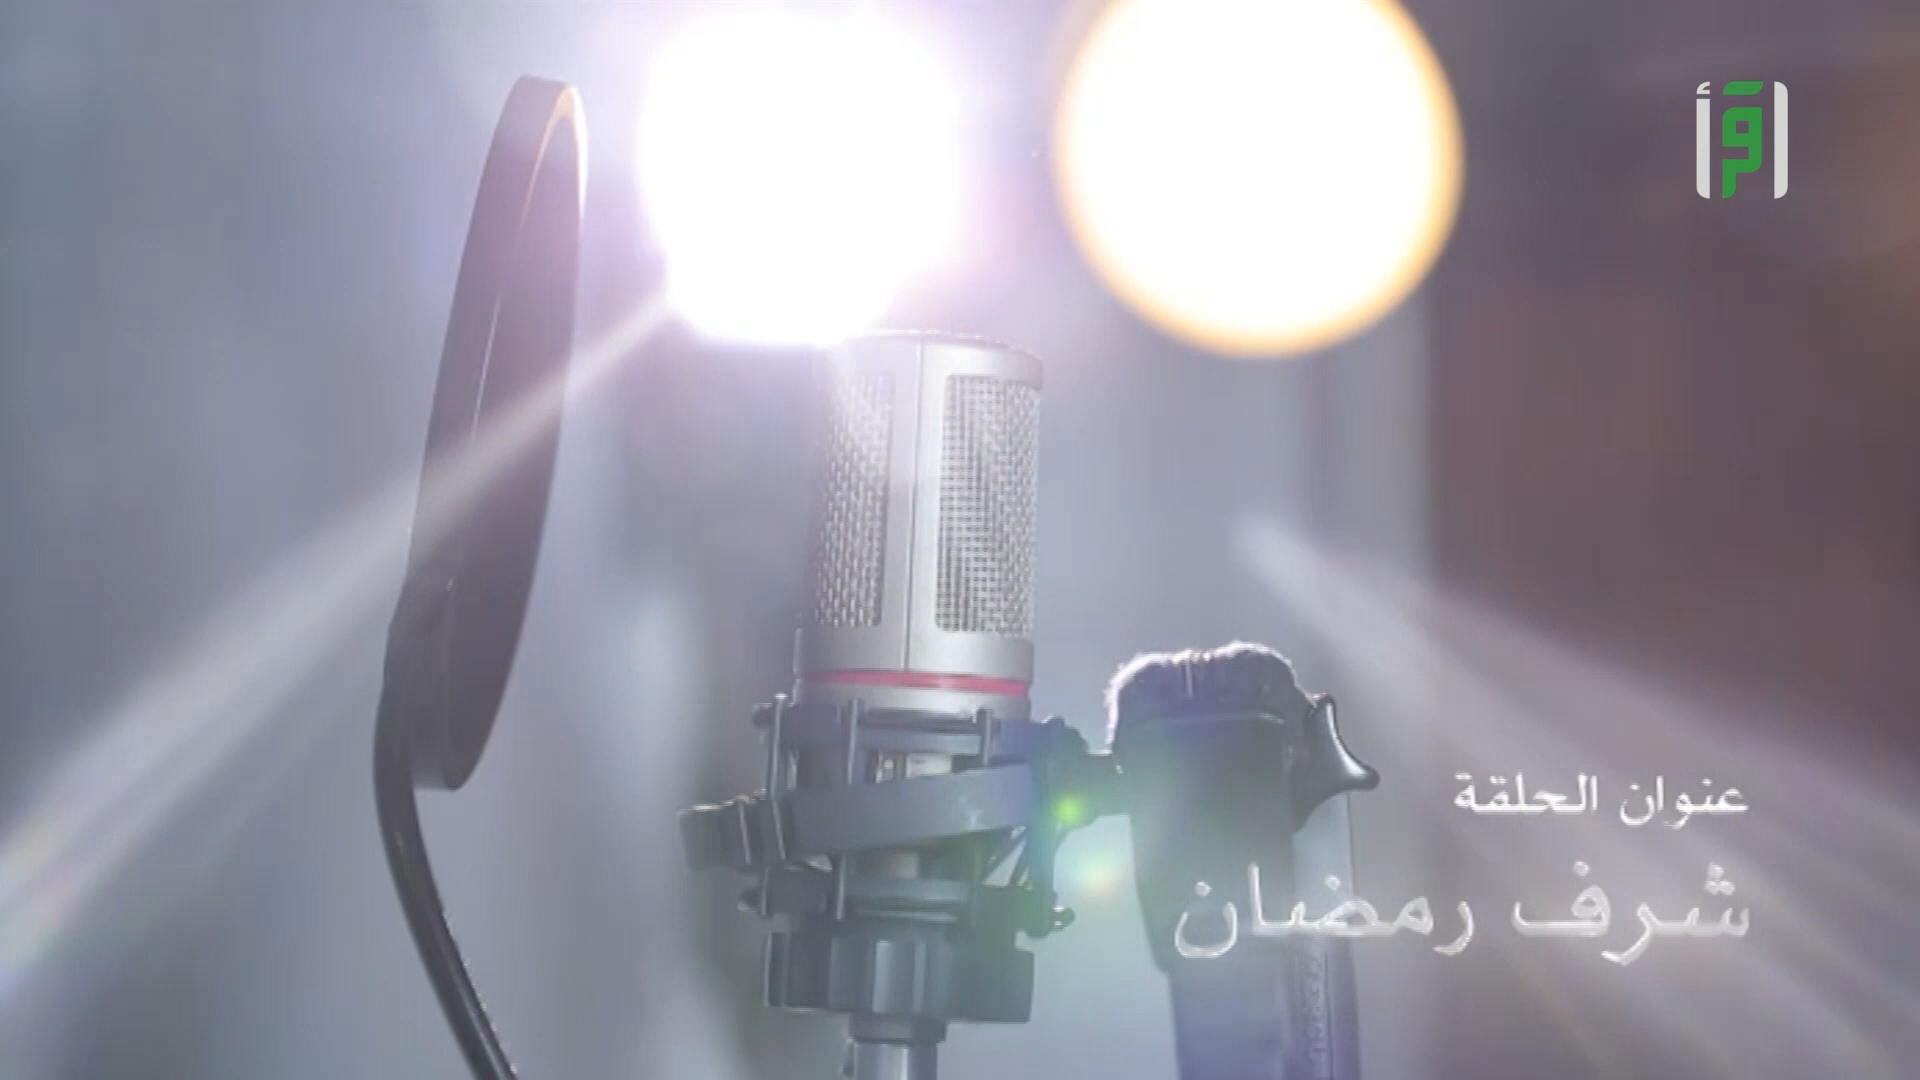 اقرأ
عنوان الحلقة
شرف رمضان